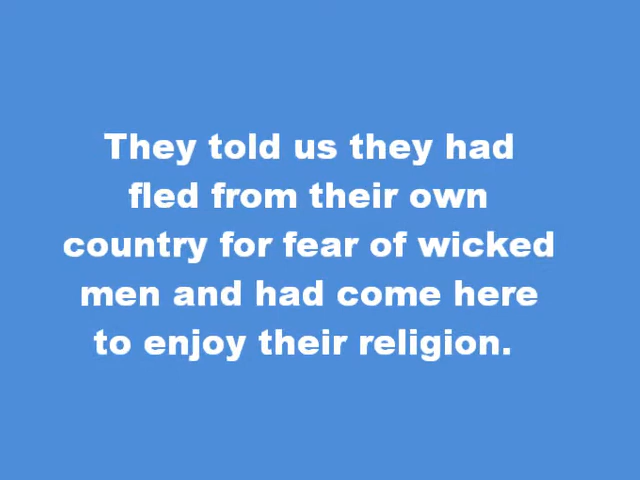 They told us they had
fled from their own
country for fear of wicked
men and had come here
to enjoy their religion.